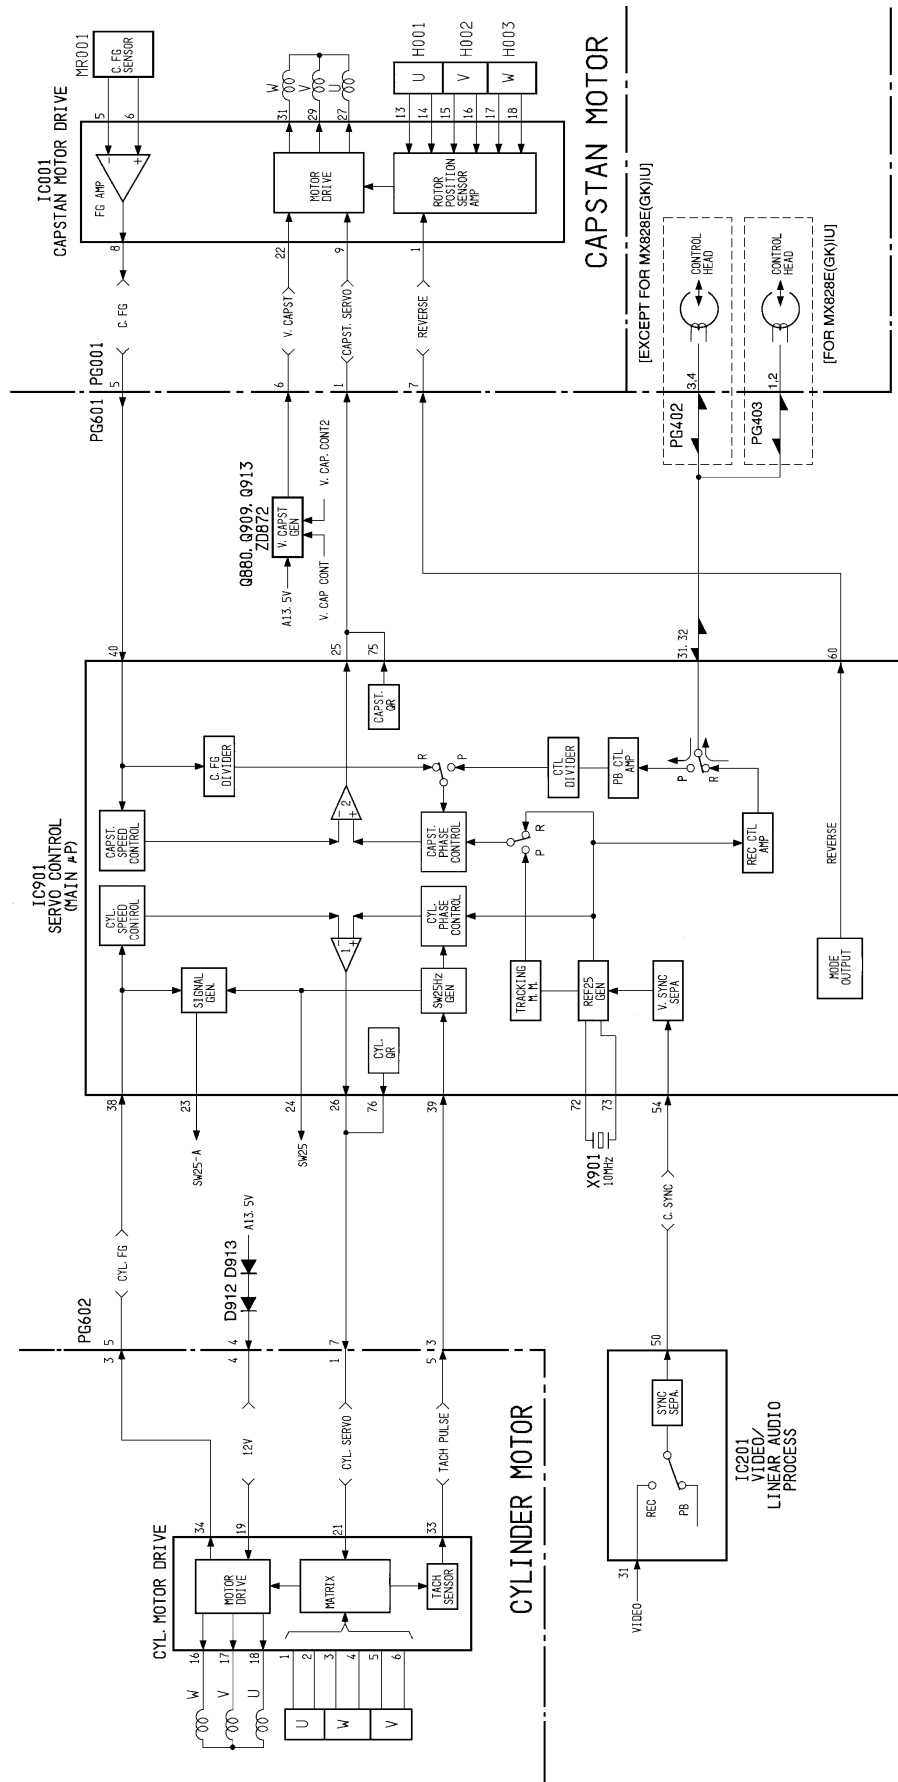 MR001
C. FG
SENSOR
5
6
IC001
CAPSTAN MOTOR DRIVE
FG AMP
-
+
8
W
V
U
31
29
27
MOTOR
DRIVE
22
9
H001
H002
H003
U
V
W
13
14
15
16
17
18
ROTOR
POSITION
SENSOR
AMP
1
CAPSTAN MOTOR
C. FG
V. CAPST
CAPST. SERVO
REVERSE
PG601 PG001
5
6
1
7
[EXCEPT FOR MX828E(GK)IU]
CONTROL
HEAD
CONTROL
HEAD
[FOR MX828E(GK)IU]
PG402
3,4
PG403
1,2
Q880, Q909, Q913
ZD872
V. CAPST
GEN
A13. 5V
V. CAP CONT
V. CAP. CONT2
40
25
75
31. 32
60
IC901
SERVO CONTROL
(MAIN µP)
CAPST.
QR
C. FG
DIVIDER
CAPST.
SPEED
CONTROL
-
2
+
R
P
CAPST.
PHASE
CONTROL
CTL
DIVIDER
PB CTL
AMP
P
R
REC CTL
AMP
P
R
REVERSE
CYL.
SPEED
CONTROL
-
1
+
CYL.
PHASE
CONTROL
SIGNAL
GEN.
SW25Hz
GEN
TRACKING
M. M.
REF25
GEN
V. SYNC
SEPA
MODE
OUTPUT
CYL.
QR
38
23
24
26
76
39
72
73
54
SW25-A
SW25
X901
10MHz
C. SYNC
CYL. FG
D912 D913
A13. 5V
PG602
3 5
4 4
1 7
5 3
12V
CYL. SERVO
TACH PULSE
CYLINDER MOTOR
CYL. MOTOR DRIVE
34
19
21
33
MOTOR
DRIVE
MATRIX
TACH
SENSOR
16
17
18
1
2
3
4
5
6
W
V
U
U
W
V
50
SYNC
SEPA.
REC
PB
31
VIDEO
IC201
VIDEO/
LINEAR AUDIO
PROCESS